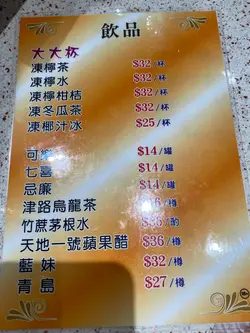 飲品
大大杯
凍檸茶 $32/杯
凍檸水 $32/杯
凍檸柑桔 $32/杯
凍冬瓜茶 $32/杯
凍椰汁冰 $25/杯
可樂 $14/罐
七喜 $14/罐
忌廉 $14/罐
津路烏龍茶 /樽
竹蔗茅根水
天地一號蘋果醋 $36/樽
藍妹 $32/樽
青島 $27/樽